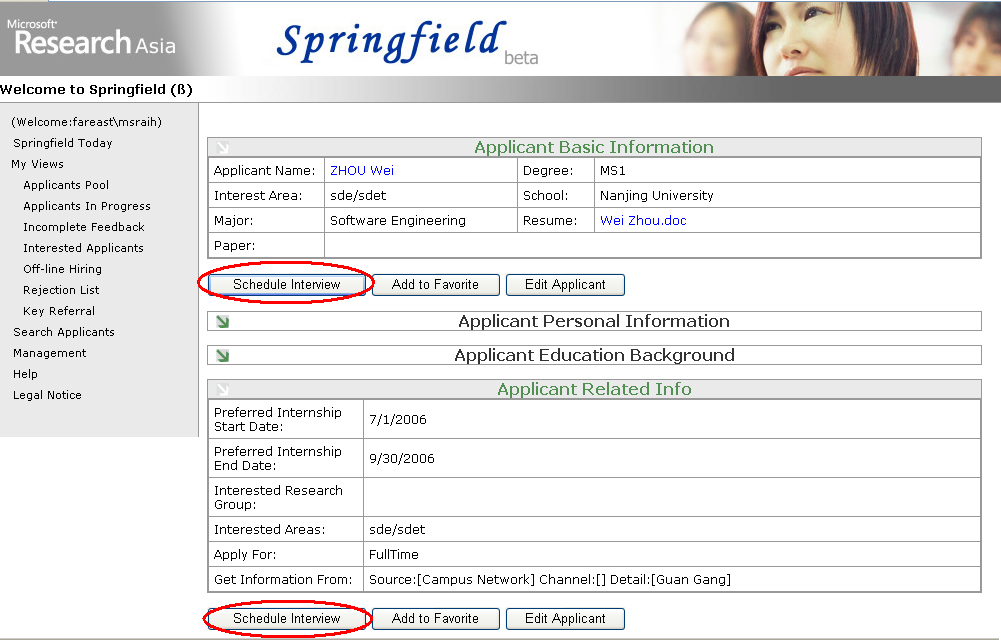 Microsoft®
Research Asia
Springfield beta
Welcome to Springfield (ß)
(Welcome:fareast\msraih)
Springfield Today
My Views
Applicants Pool
Applicants In Progress
Incomplete Feedback
Interested Applicants
Off-line Hiring
Rejection List
Key Referral
Search Applicants
Management
Help
Legal Notice
Applicant Basic Information
Applicant Name: ZHOU Wei Degree: MS1
Interest Area: sde/sdet School: Nanjing University
Major: Software Engineering Resume: Wei Zhou.doc
Paper:
Schedule Interview Add to Favorite Edit Applicant
Applicant Personal Information
Applicant Education Background
Applicant Related Info
Preferred Internship
Start Date: 7/1/2006
Preferred Internship
End Date: 9/30/2006
Interested Research
Group:
Interested Areas: sde/sdet
Apply For: FullTime
Get Information From: Source:[Campus Network] Channel:[] Detail:[Guan Gang]
Schedule Interview Add to Favorite Edit Applicant